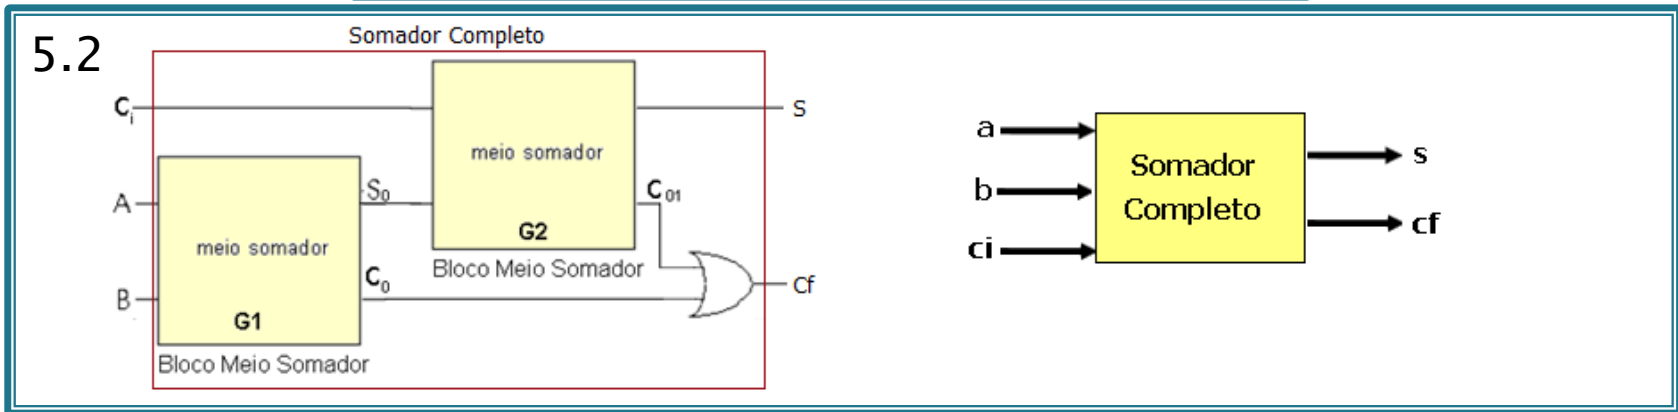 5.2
Somador Completo
Ci
S
meio somador
A
S0
C01
G2
meio somador
Bloco Meio Somador
B
C0
Cf
G1
Bloco Meio Somador
a
b
ci
Somador
Completo
s
cf